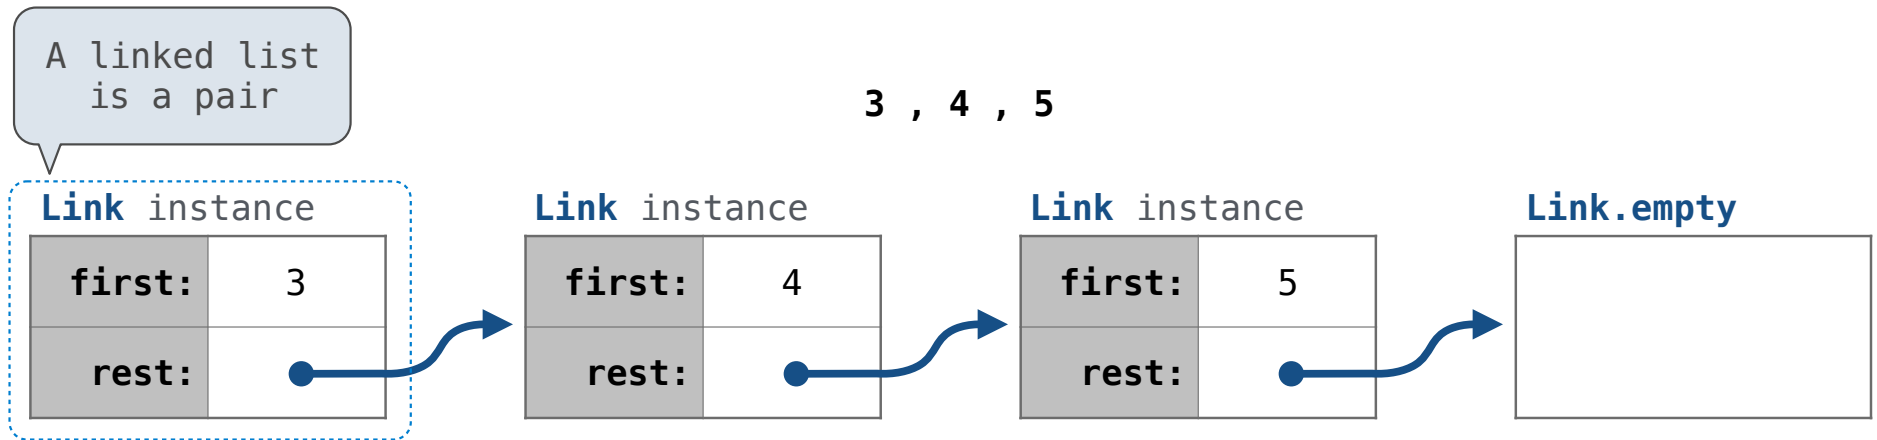 A linked list
is a pair
3 , 4 , 5
Link instance
first: 3
rest:
Link instance
first: 4
rest:
Link instance
first: 5
rest:
Link.empty